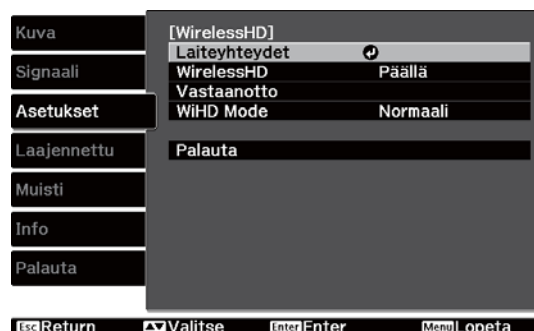 Kuva
Signaali
Asetukset
Laajennettu
Muisti
Info
Palauta
[WirelessHD]
Laiteyhteydet
WirelessHD Päällä
Vastaanotto
WiHD Mode Normaali
Palauta
Esc Return Valitse Enter Enter Menu Lopeta